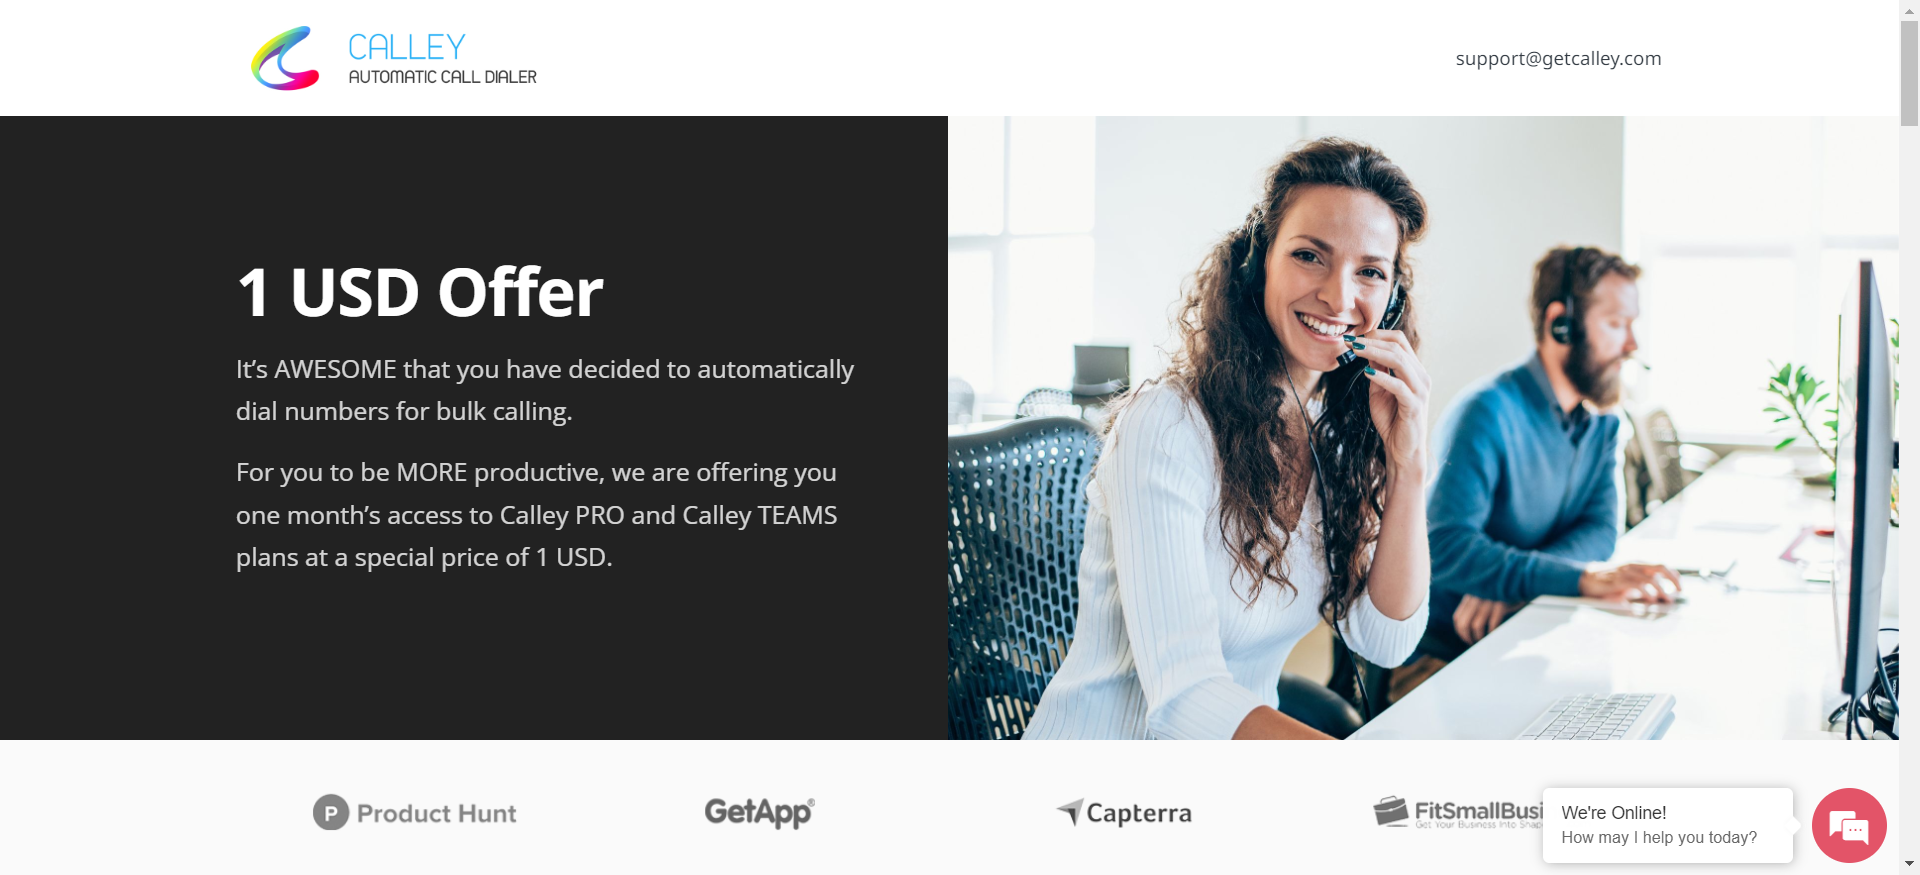 CALLEY
AUTOMATIC CALL DIALER
support@getcalley.com
1 USD Offer
It's AWESOME that you have decided to automatically
dial numbers for bulk calling.
For you to be MORE productive, we are offering you
one month's access to Calley PRO and Calley TEAMS
plans at a special price of 1 USD.
P Product Hunt
GetApp®
Capterra
FitSmallBusi
Get Your Business Into Shap
We're Online!
How may I help you today?